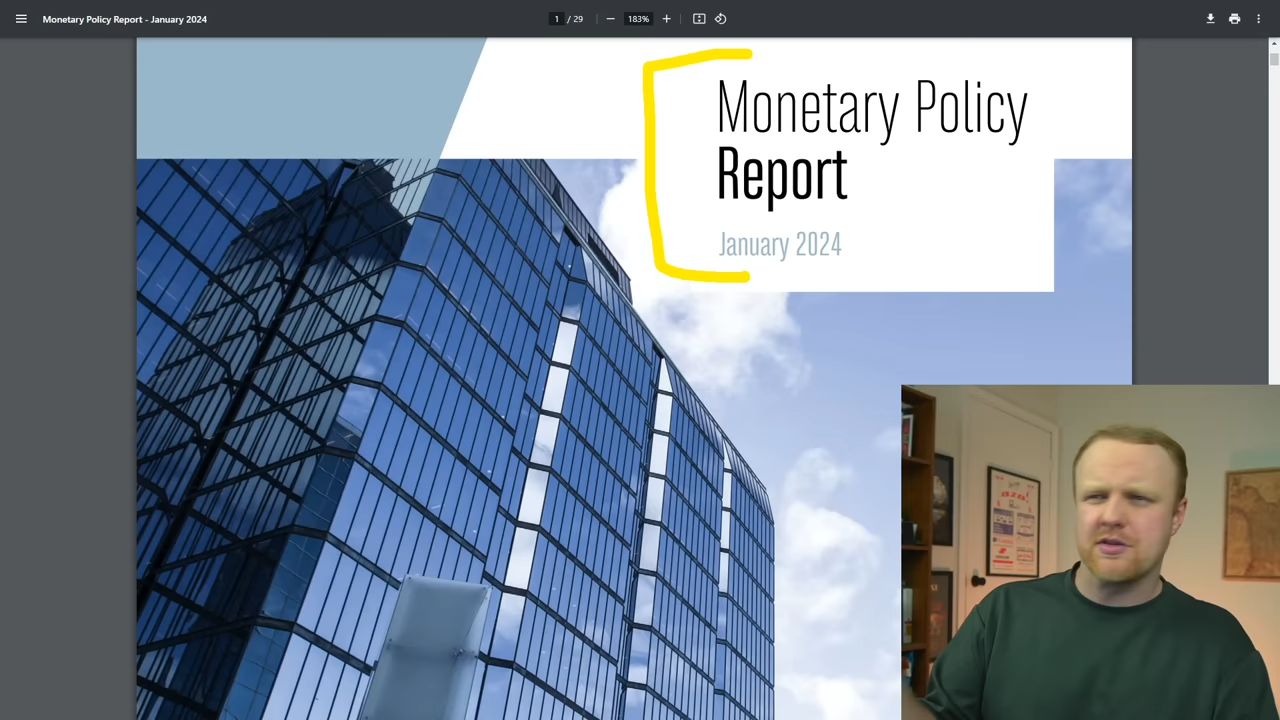 Monetary Policy Report - January 2024
1 / 29
183%
Monetary Policy
Report
January 2024